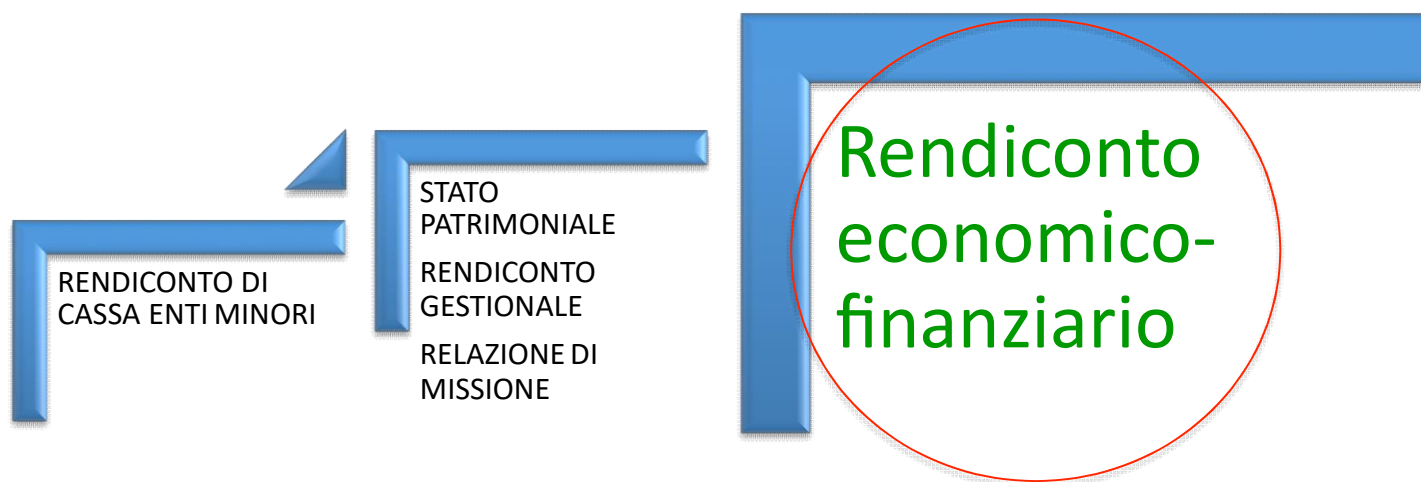 RENDICONTO DI
CASSA ENTI MINORI
STATO
PATRIMONIALE
RENDICONTO
GESTIONALE
RELAZIONE DI
MISSIONE
Rendiconto
economico-
finanziario